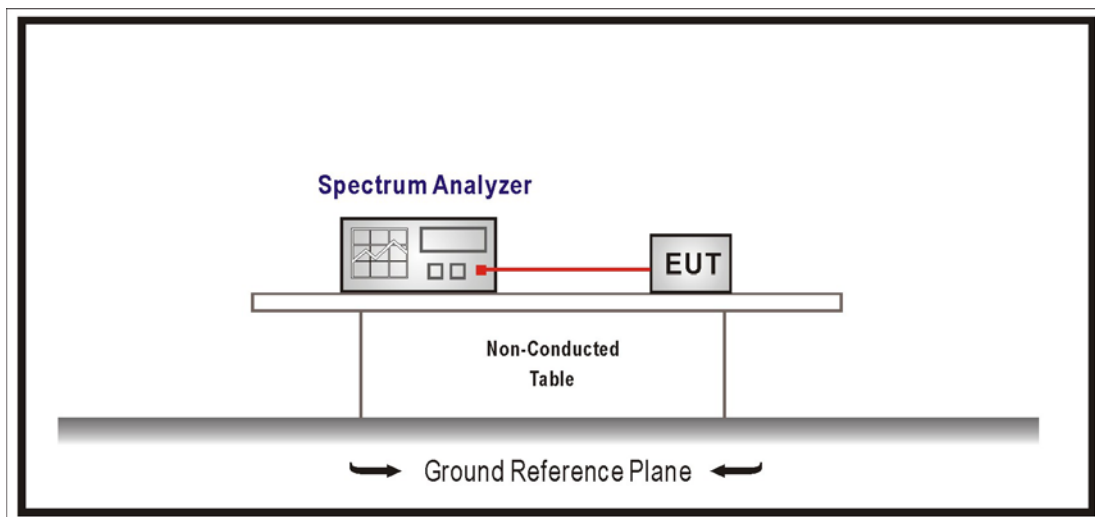 Spectrum Analyzer
EUT
Non-Conducted
Table
Ground Reference Plane